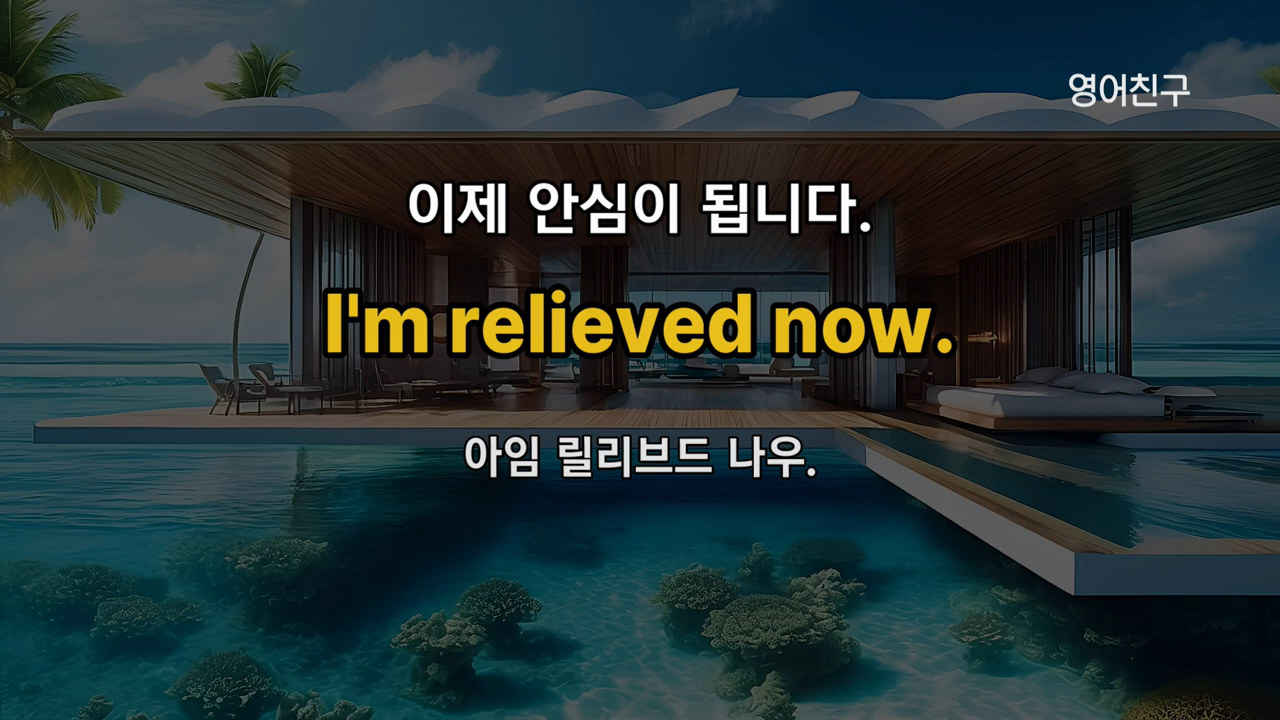 영어친구
이제 안심이 됩니다.
I'm relieved now.
아임 릴리브드 나우.